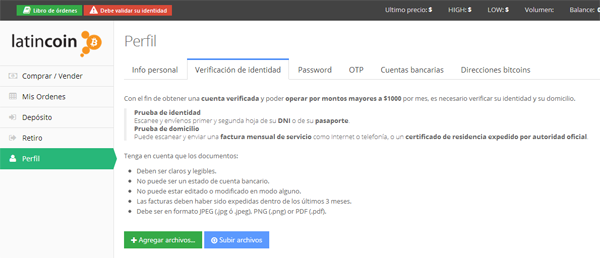 Libro de órdenes Debe validar su identidad Ultimo precio: $ HIGH: $ LOW: $ Volumen: Balance:
latincoin
Perfil
Info personal Verificación de identidad Password OTP Cuentas bancarias Direcciones bitcoins
Comprar / Vender
Mis Ordenes
Depósito
Retiro
Perfil
Con el fin de obtener una cuenta verificada y poder operar por montos mayores a $1000 por mes, es necesario verificar su identidad y su domicilio.
Prueba de identidad
Escanee y envíenos primer y segunda hoja de su DNI o de su pasaporte.
Prueba de domicilio
Puede escanear y enviar una factura mensual de servicio como internet o telefonía, o un certificado de residencia expedido por autoridad oficial.
Tenga en cuenta que los documentos:
Deben ser claros y legibles.
No puede ser un estado de cuento bancario.
No puede estar editado o modificado en modo alguno.
Las facturas deben haber sido expedidas dentro de los últimos 3 meses.
Debe ser en formato JPEG (.jpg ó .jpeg), PNG (.png) or PDF (.pdf).
+ Agregar archivos... Subir archivos